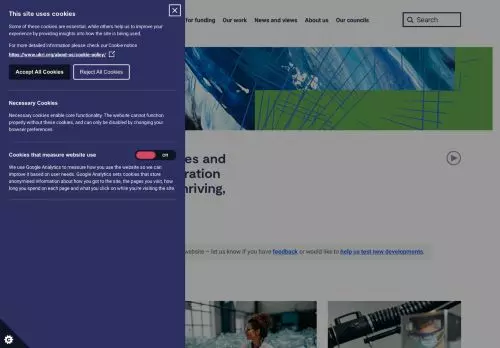 This site uses cookies
Some of these cookies are essential, while others help us to improve your
experience by providing insights into how the site is being used.
For more detailed information please check our Cookie notice
https://www.ukri.org/about-us/cookie-policy/
Accept All Cookies Reject All Cookies
Necessary Cookies
Necessary cookies enable core functionality. The website cannot function
properly without these cookies, and can only be disabled by changing your
browser preferences.
Cookies that measure website use Off
We use Google Analytics to measure how you use the website so we can
improve it based on user needs. Google Analytics sets cookies that store
anonymised information about how you got to the site, the pages you visit, how
long you spend on each page and what you click on while you're visiting the site.
for funding Our work News and views About us Our councils Search
es and
ration
hriving,
website – let us know if you have feedback or would like to help us test new developments.